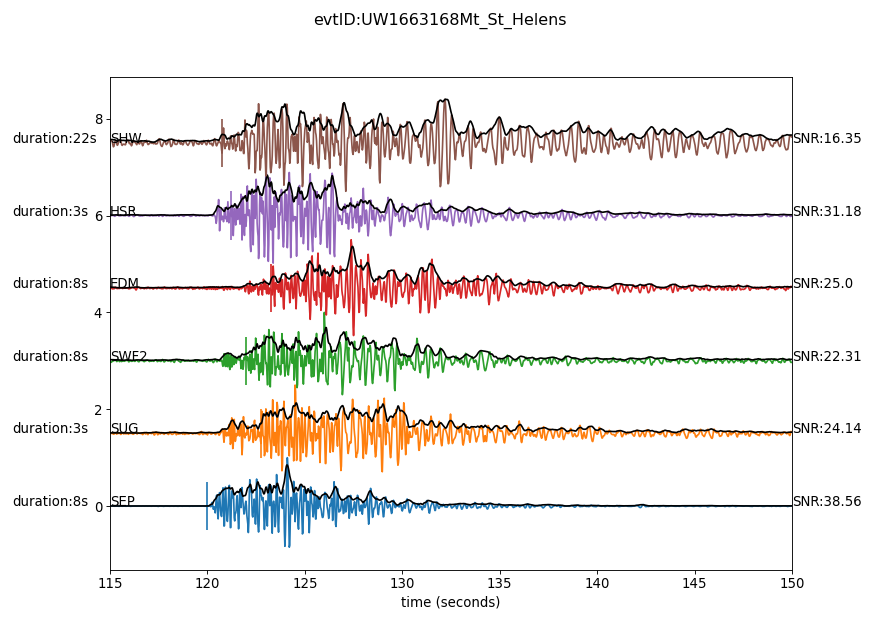 evtID:UW1663168Mt_St_Helens
8
duration:22s SHW SNR:16.35
duration:3s HSR SNR:31.18
6
duration:8s EDM SNR:25.0
4
duration:8s SWF2 SNR:22.31
2
duration:3s SUG SNR:24.14
duration:8s SEP SNR:38.56
0
115 120 125 130 135 140 145 150
time (seconds)